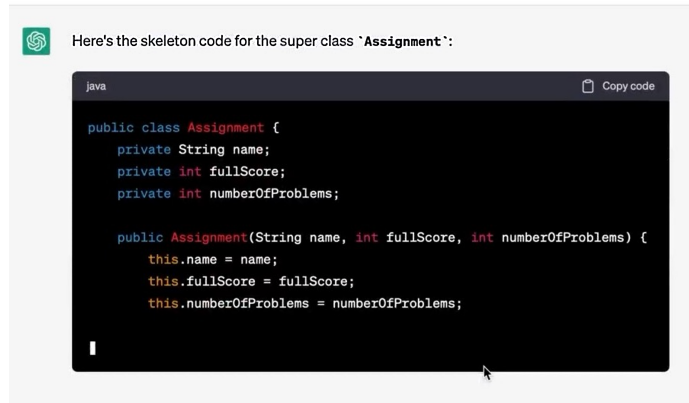 Here's the skeleton code for the super class `Assignment`:
java
Copy code
public class Assignment {
    private String name;
    private int fullScore;
    private int numberOfProblems;
    public Assignment(String name, int fullScore, int numberOfProblems) {
        this.name = name;
        this.fullScore = fullScore;
        this.numberOfProblems = numberOfProblems;